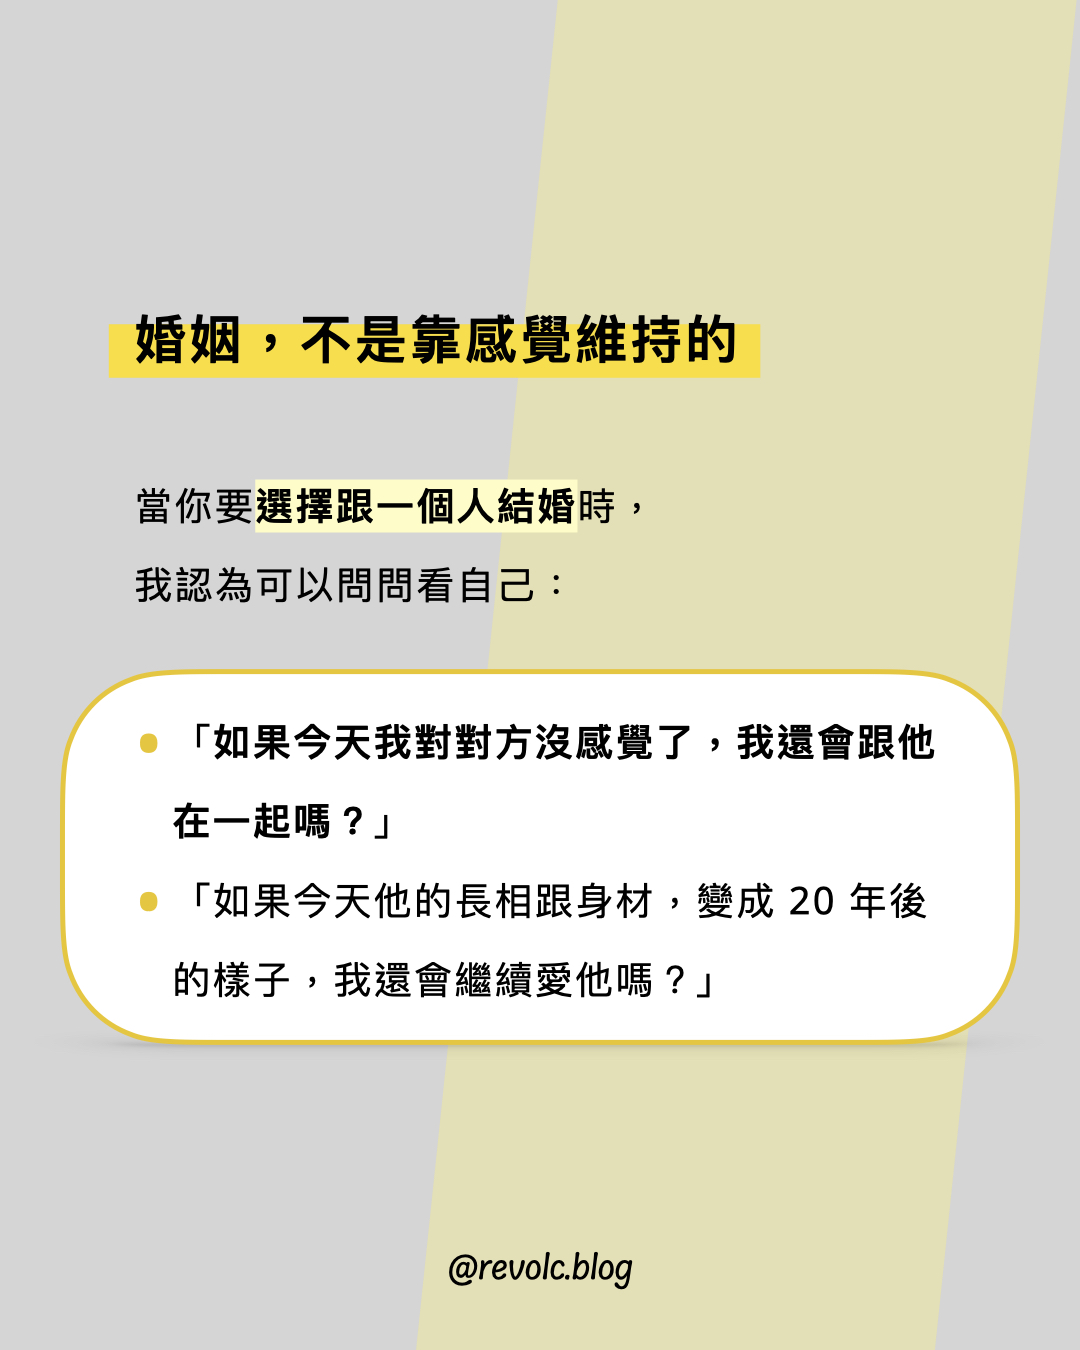 婚姻，不是靠感覺維持的
當你要選擇跟一個人結婚時，
我認為可以問問看自己：
• 「如果今天我對對方沒感覺了，我還會跟他
在一起嗎？」
• 「如果今天他的長相跟身材，變成 20 年後
的樣子，我還會繼續愛他嗎？」
@revolc.blog